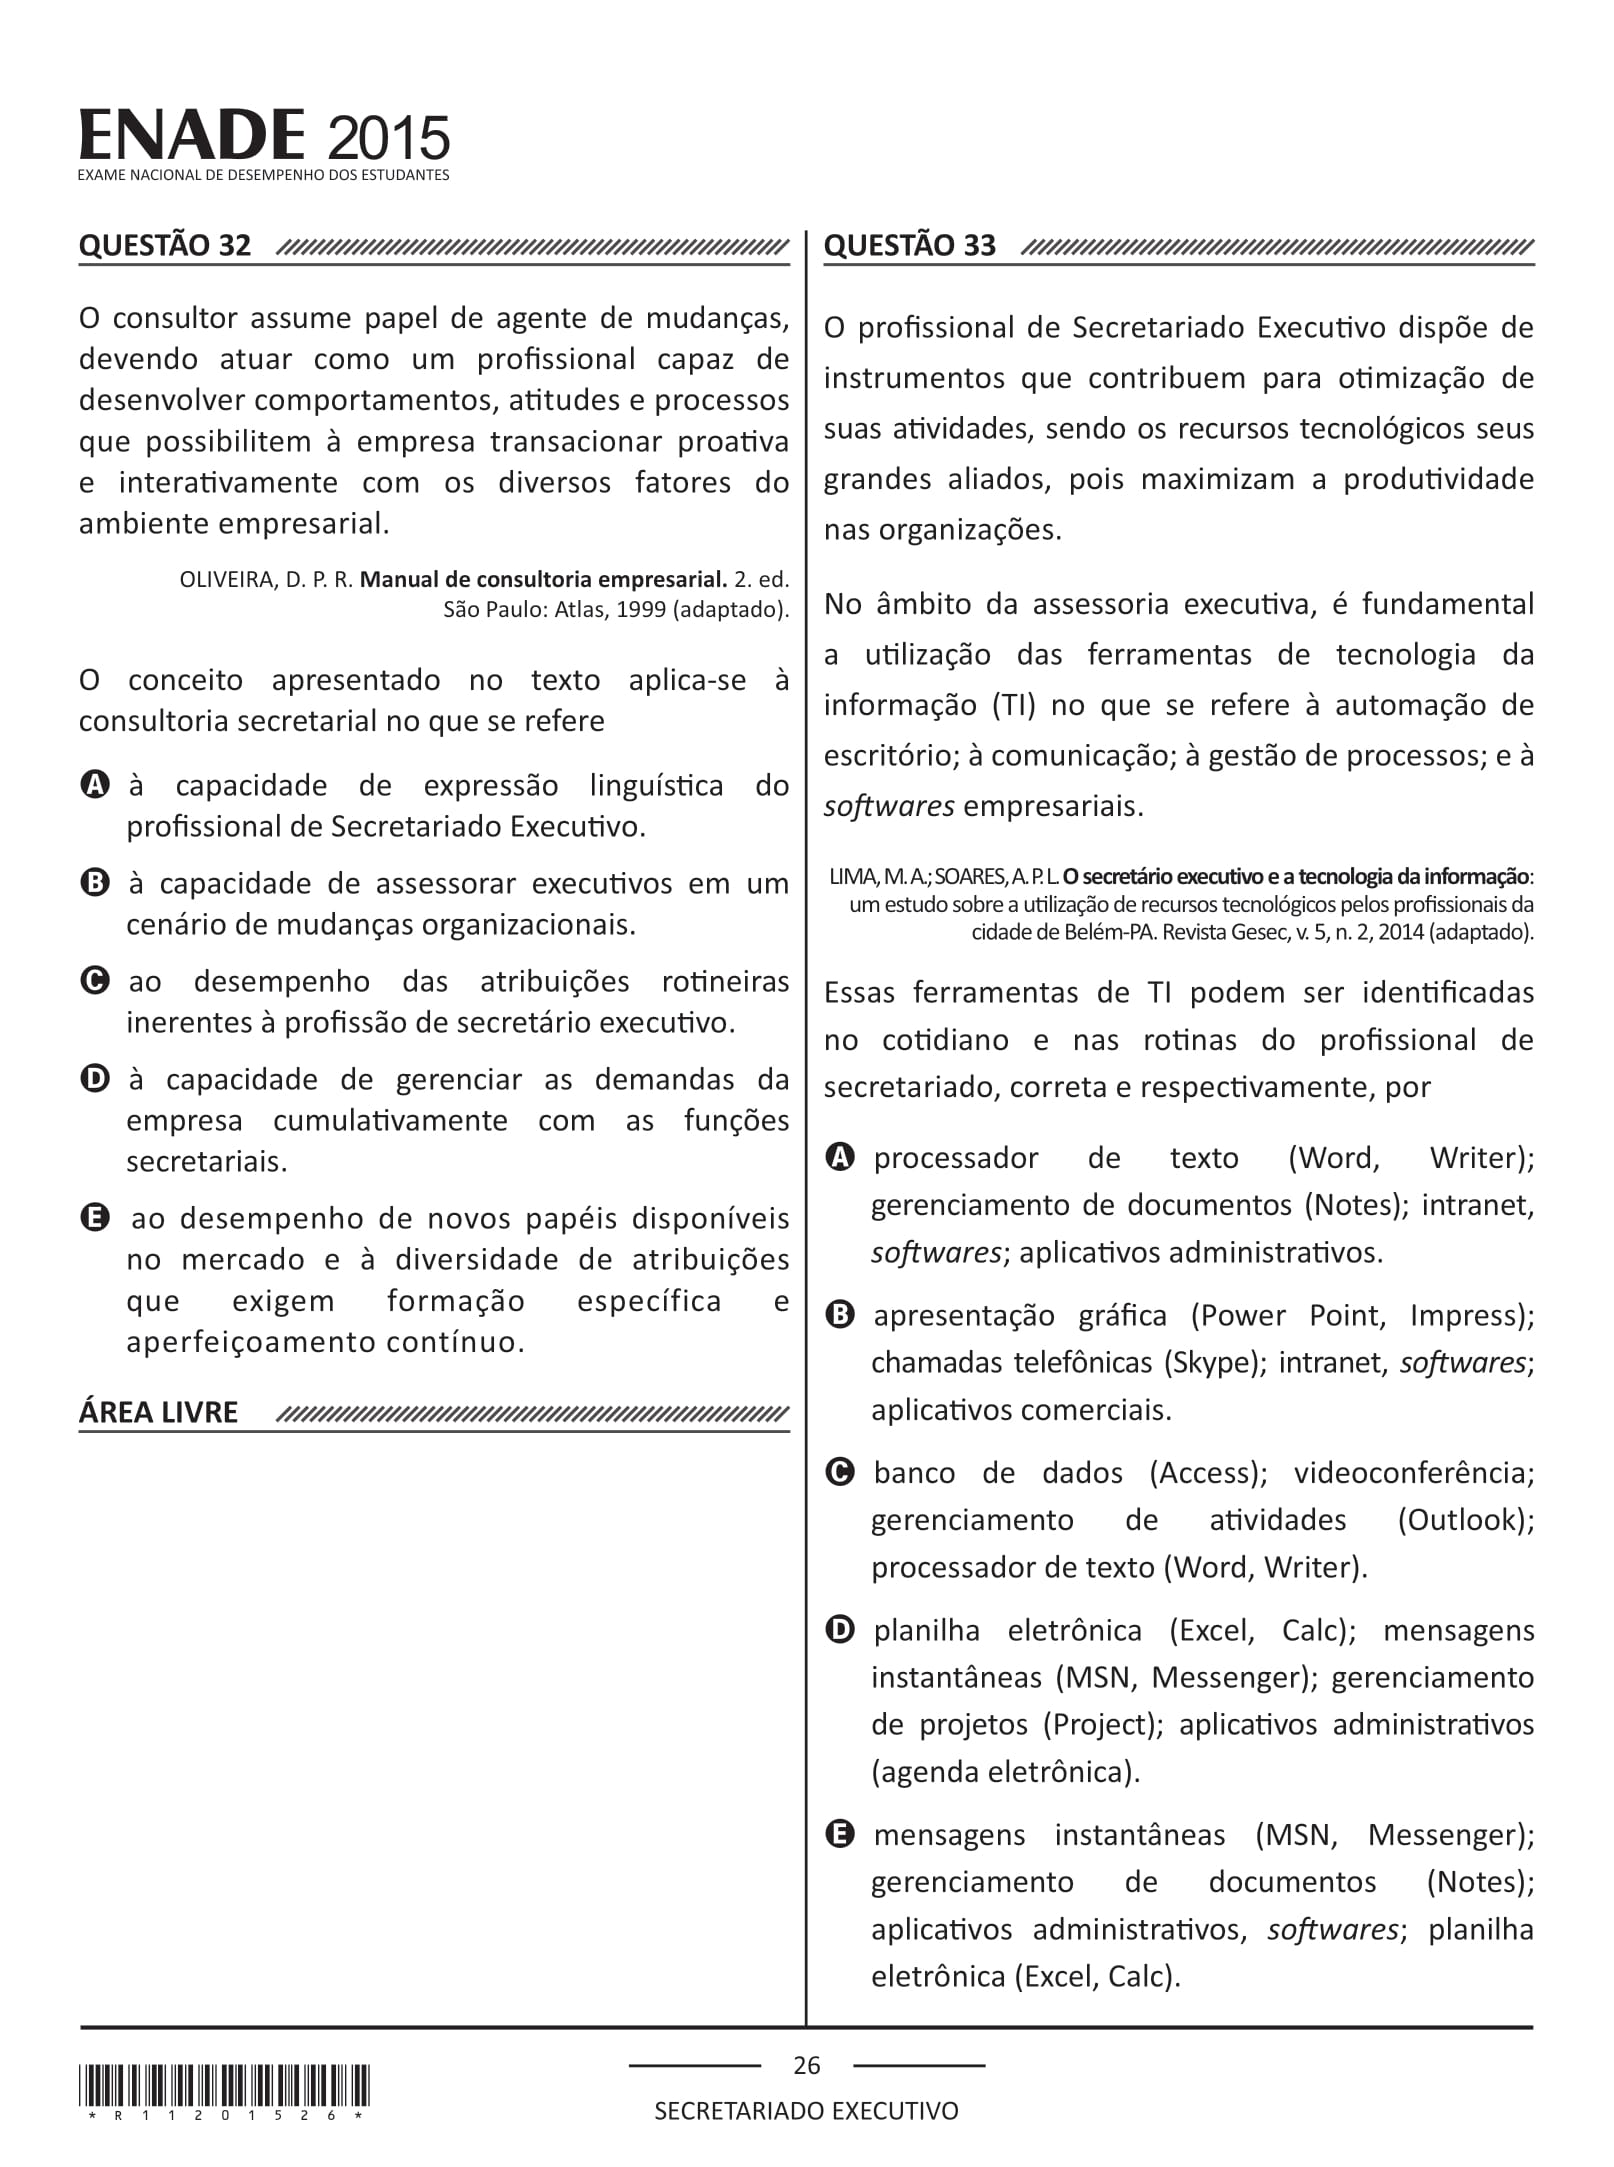 ENADE 2015
EXAME NACIONAL DE DESEMPENHO DOS ESTUDANTES
QUESTÃO 32
O consultor assume papel de agente de mudanças,
devendo atuar como um profissional capaz de
desenvolver comportamentos, atitudes e processos
que possibilitem à empresa transacionar proativa
e interativamente com os diversos fatores do
ambiente empresarial.
OLIVEIRA, D. P. R. Manual de consultoria empresarial. 2. ed.
São Paulo: Atlas, 1999 (adaptado).
O conceito apresentado no texto aplica-se à
consultoria secretarial no que se refere
A à capacidade de expressão linguística do
profissional de Secretariado Executivo.
B à capacidade de assessorar executivos em um
cenário de mudanças organizacionais.
C ao desempenho das atribuições rotineiras
inerentes à profissão de secretário executivo.
D à capacidade de gerenciar as demandas da
empresa cumulativamente com as funções
secretariais.
E ao desempenho de novos papéis disponíveis
no mercado e à diversidade de atribuições
que exigem formação específica e
aperfeiçoamento contínuo.
ÁREA LIVRE
QUESTÃO 33
O profissional de Secretariado Executivo dispõe de
instrumentos que contribuem para otimização de
suas atividades, sendo os recursos tecnológicos seus
grandes aliados, pois maximizam a produtividade
nas organizações.
No âmbito da assessoria executiva, é fundamental
a utilização das ferramentas de tecnologia da
informação (TI) no que se refere à automação de
escritório; à comunicação; à gestão de processos; e à
softwares empresariais.
LIMA, M. A.; SOARES, A. P. L. O secretário executivo e a tecnologia da informação:
um estudo sobre a utilização de recursos tecnológicos pelos profissionais da
cidade de Belém-PA. Revista Gesec, v. 5, n. 2, 2014 (adaptado).
Essas ferramentas de TI podem ser identificadas
no cotidiano e nas rotinas do profissional de
secretariado, correta e respectivamente, por
A processador de texto (Word, Writer);
gerenciamento de documentos (Notes); intranet,
softwares; aplicativos administrativos.
B apresentação gráfica (Power Point, Impress);
chamadas telefônicas (Skype); intranet, softwares;
aplicativos comerciais.
C banco de dados (Access); videoconferência;
gerenciamento de atividades (Outlook);
processador de texto (Word, Writer).
D planilha eletrônica (Excel, Calc); mensagens
instantâneas (MSN, Messenger); gerenciamento
de projetos (Project); aplicativos administrativos
(agenda eletrônica).
E mensagens instantâneas (MSN, Messenger);
gerenciamento de documentos (Notes);
aplicativos administrativos, softwares; planilha
eletrônica (Excel, Calc).
*R11201526*
26
SECRETARIADO EXECUTIVO